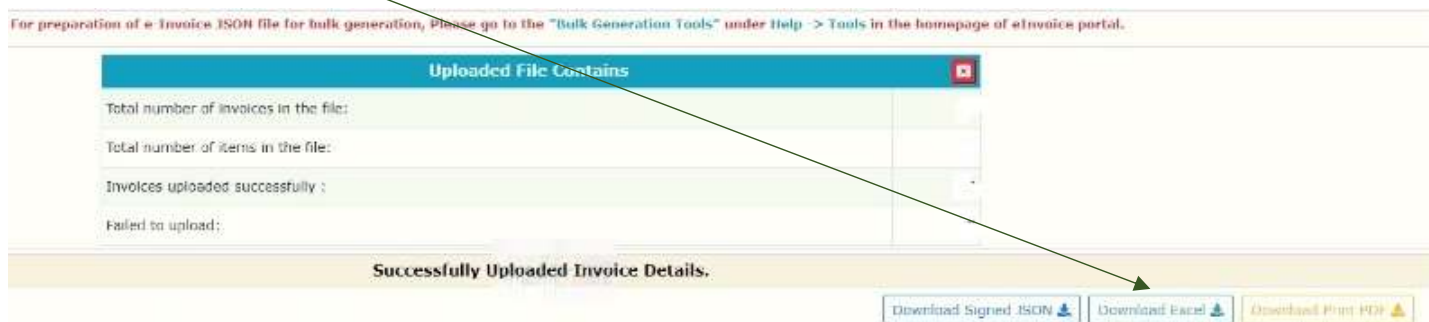 For preparation of e-Invoice JSON file for bulk generation, Please go to the "Bulk Generation Tools" under Help -> Tools in the homepage of eInvoice portal.
Uploaded File Contains
Total number of invoices in the file:
Total number of items in the file:
Invoices uploaded successfully :
Failed to upload:
Successfully Uploaded Invoice Details.
Download Signed JSON Download Excel Download Print PDF